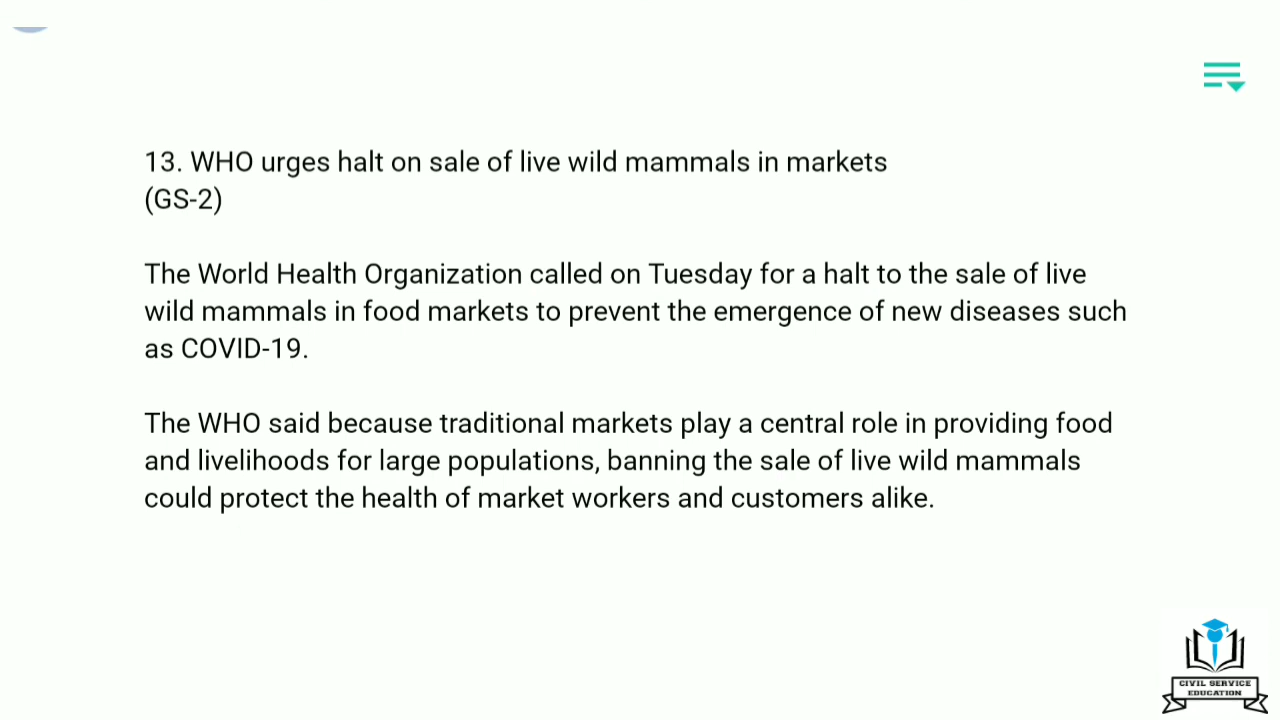 13. WHO urges halt on sale of live wild mammals in markets
(GS-2)
The World Health Organization called on Tuesday for a halt to the sale of live
wild mammals in food markets to prevent the emergence of new diseases such
as COVID-19.
The WHO said because traditional markets play a central role in providing food
and livelihoods for large populations, banning the sale of live wild mammals
could protect the health of market workers and customers alike.
CIVIL SERVICE
EDUCATION